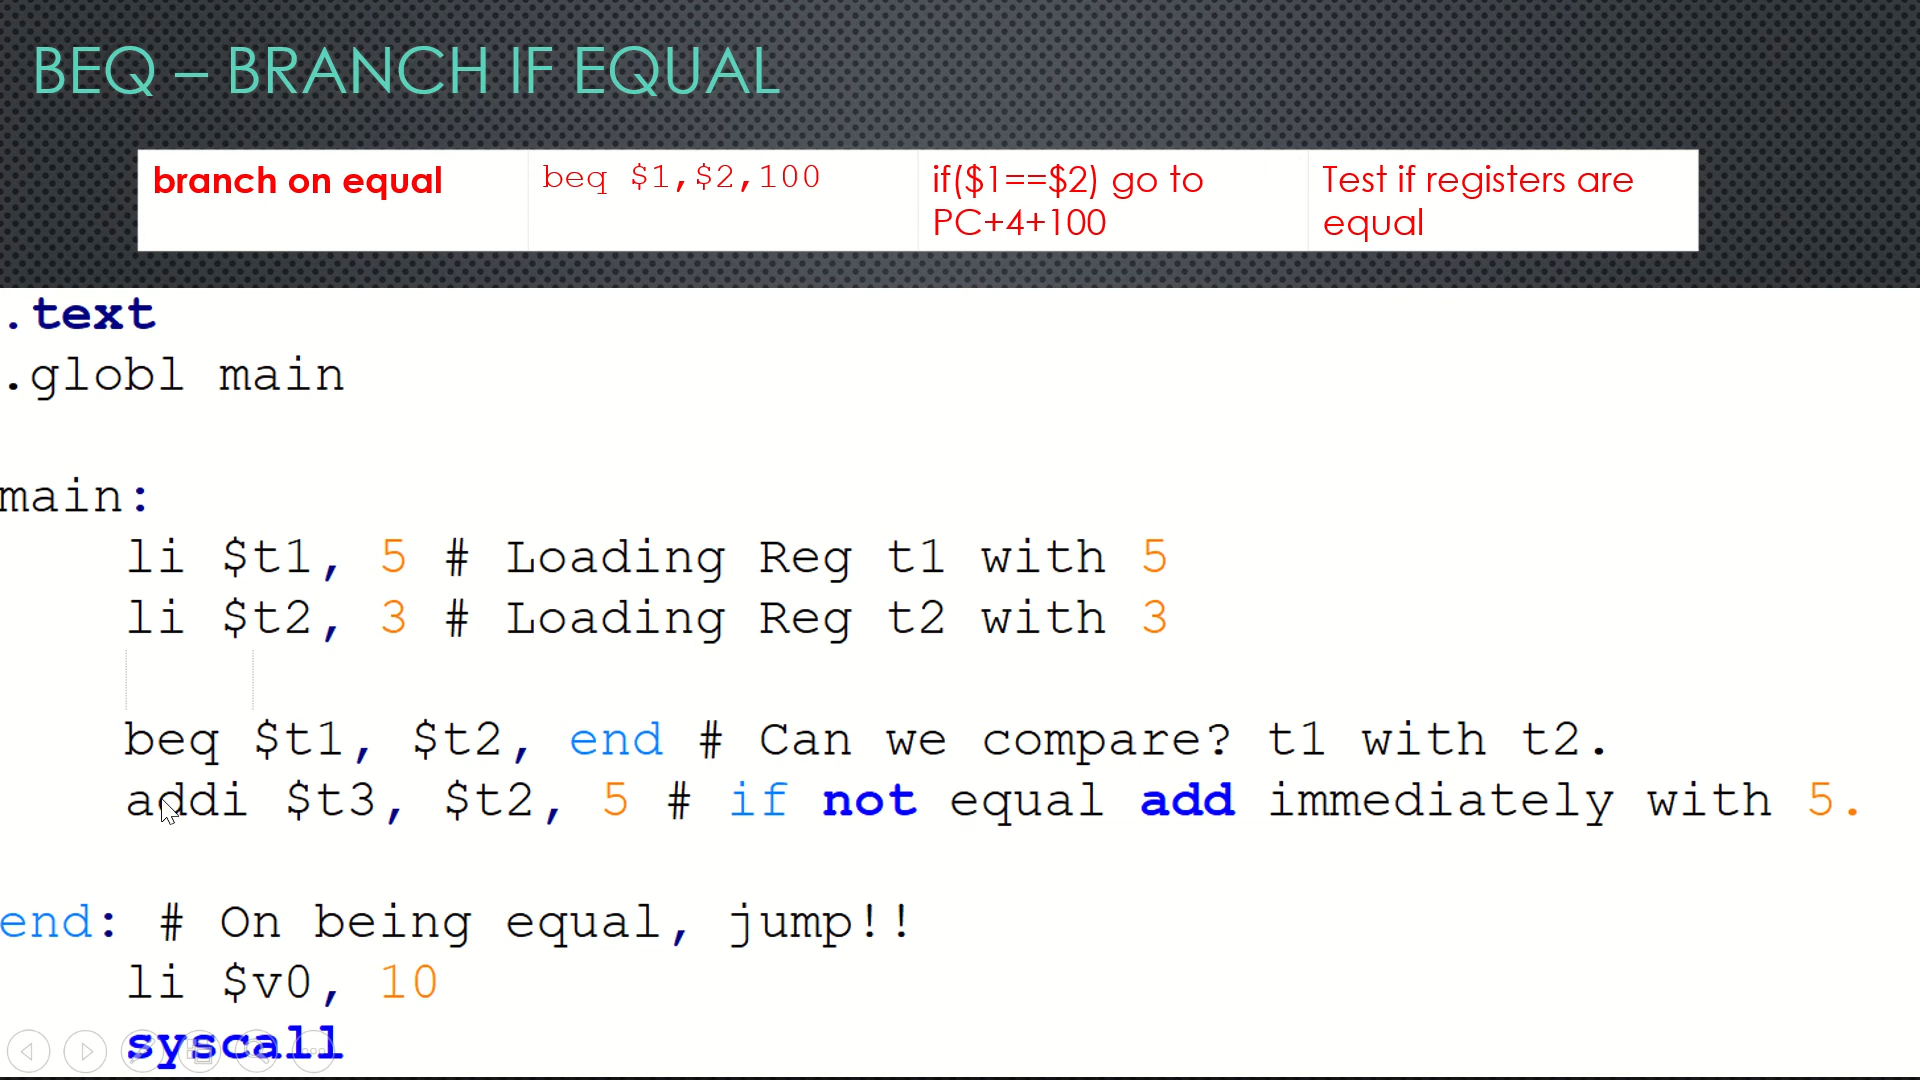 BEQ – BRANCH IF EQUAL
branch on equal beq $1,$2,100 if($1==$2) go to PC+4+100 Test if registers are equal
.text
.globl main
main:
li $t1, 5 # Loading Reg t1 with 5
li $t2, 3 # Loading Reg t2 with 3
beq $t1, $t2, end # Can we compare? t1 with t2.
addi $t3, $t2, 5 # if not equal add immediately with 5.
end: # On being equal, jump!!
li $v0, 10
syscall